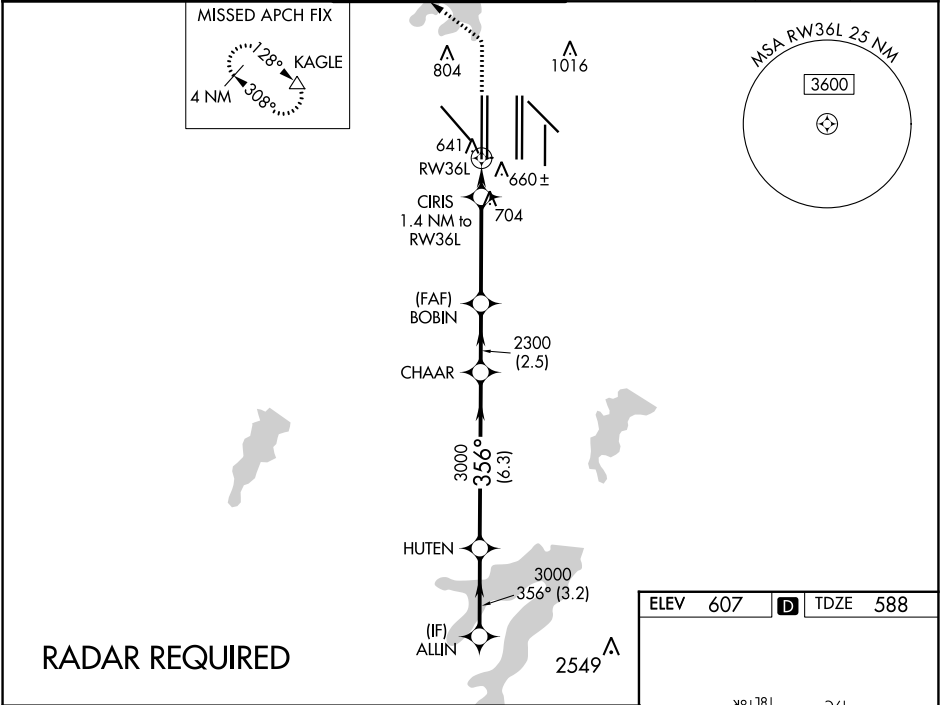 MISSED APCH FIX
128°
KAGLE
4 NM
308°
804
1016
MSA RW36L 25 NM
3600
641
RW36L
660 ±
CIRIS
1.4 NM to
RW36L
704
(FAF)
BOBIN
2300
(2.5)
CHAAR
3000
356°
(6.3)
HUTEN
3000
356° (3.2)
(IF)
ALLIN
2549
RADAR REQUIRED
ELEV 607 D TDZE 588